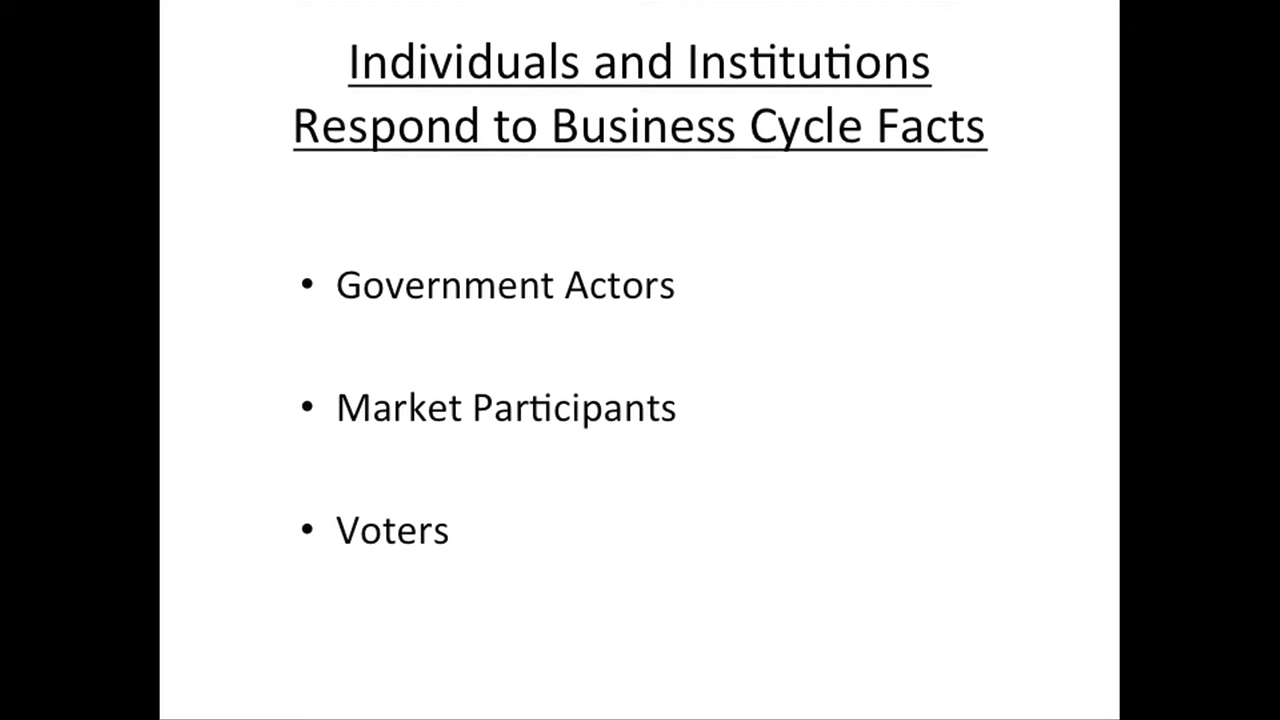 Individuals and Institutions
Respond to Business Cycle Facts
• Government Actors
• Market Participants
• Voters